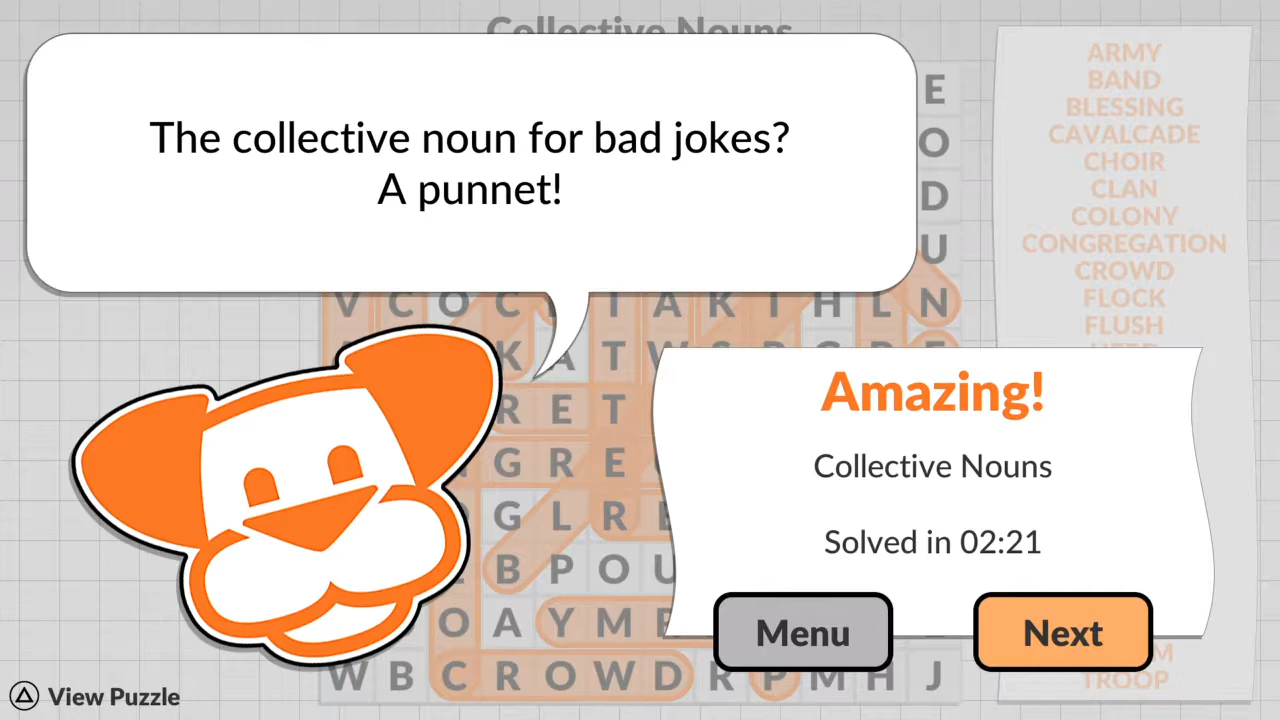 Collective Nouns
The collective noun for bad jokes?
A punnet!
ARMY
BAND
BLESSING
CAVALCADE
CHOIR
CLAN
COLONY
CONGREGATION
CROWD
FLOCK
FLUSH
E
O
D
U
V C O C T A K T H L N
K A T
R E T
G R E
G L R E
B P O U
O A Y M P
W B C R O W D R P M H J
Amazing!
Collective Nouns
Solved in 02:21
Menu
Next
TROOP
View Puzzle